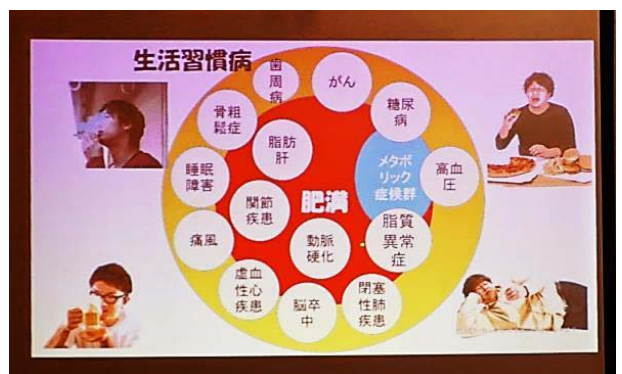 生活習慣病
歯
周
病
がん
糖尿
病
骨粗
鬆症
脂肪
肝
メタボ
リック
症候群
高血
圧
睡眠
障害
関節
疾患
肥満
脂質
異常
症
痛風
動脈
硬化
虚血
性心
疾患
脳卒
中
閉塞
性肺
疾患